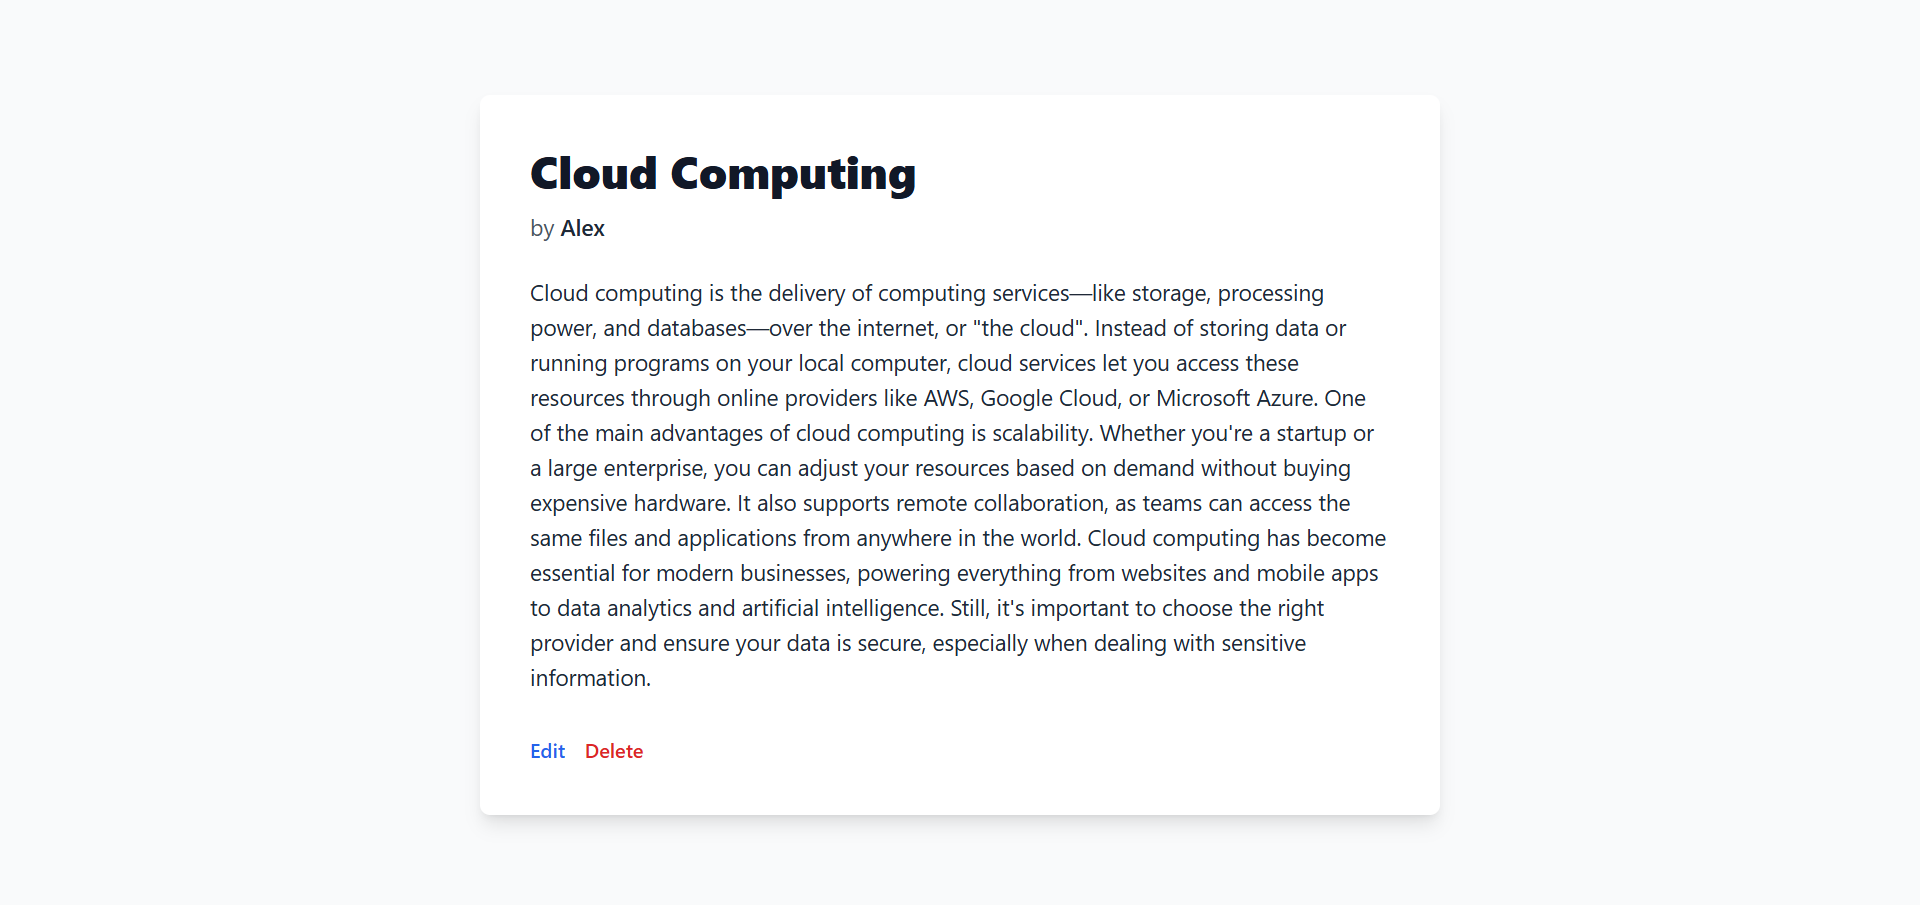 Cloud Computing
by Alex
Cloud computing is the delivery of computing services—like storage, processing
power, and databases—over the internet, or "the cloud". Instead of storing data or
running programs on your local computer, cloud services let you access these
resources through online providers like AWS, Google Cloud, or Microsoft Azure. One
of the main advantages of cloud computing is scalability. Whether you're a startup or
a large enterprise, you can adjust your resources based on demand without buying
expensive hardware. It also supports remote collaboration, as teams can access the
same files and applications from anywhere in the world. Cloud computing has become
essential for modern businesses, powering everything from websites and mobile apps
to data analytics and artificial intelligence. Still, it's important to choose the right
provider and ensure your data is secure, especially when dealing with sensitive
information.
Edit Delete